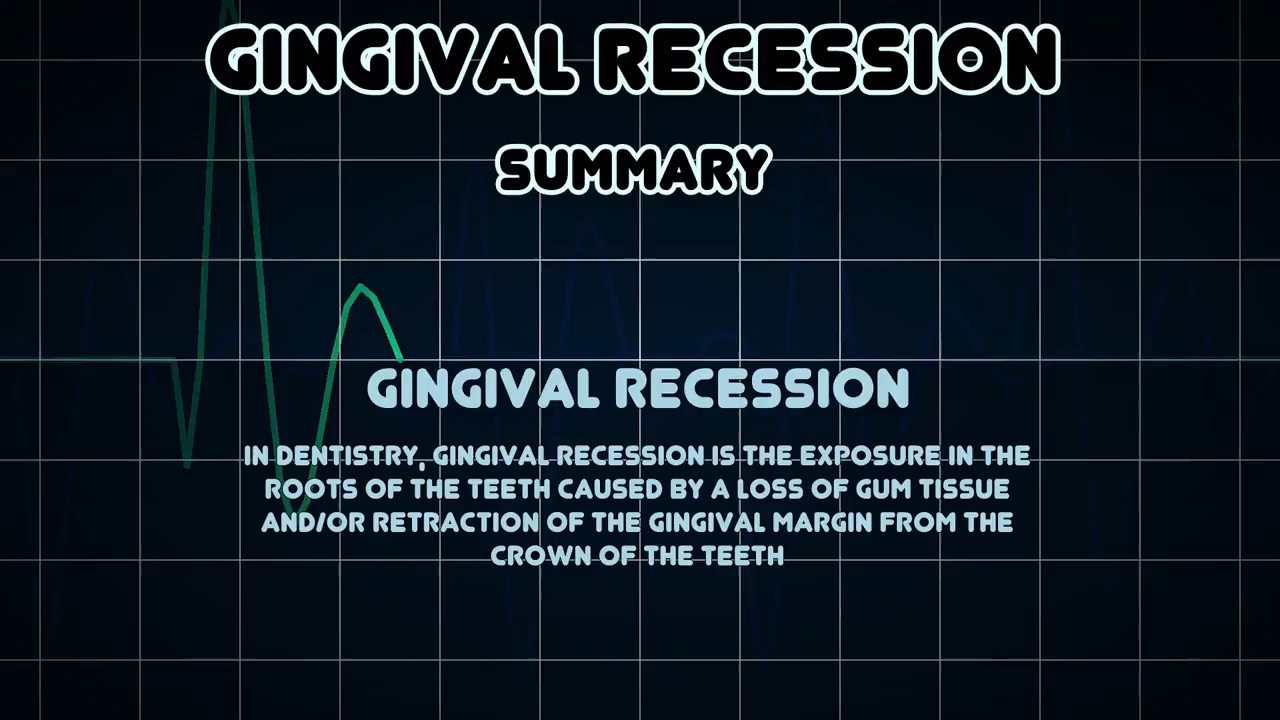 GINGIVAL RECESSION
SUMMARY
GINGIVAL RECESSION
IN DENTISTRY, GINGIVAL RECESSION IS THE EXPOSURE IN THE
ROOTS OF THE TEETH CAUSED BY A LOSS OF GUM TISSUE
AND/OR RETRACTION OF THE GINGIVAL MARGIN FROM THE
CROWN OF THE TEETH